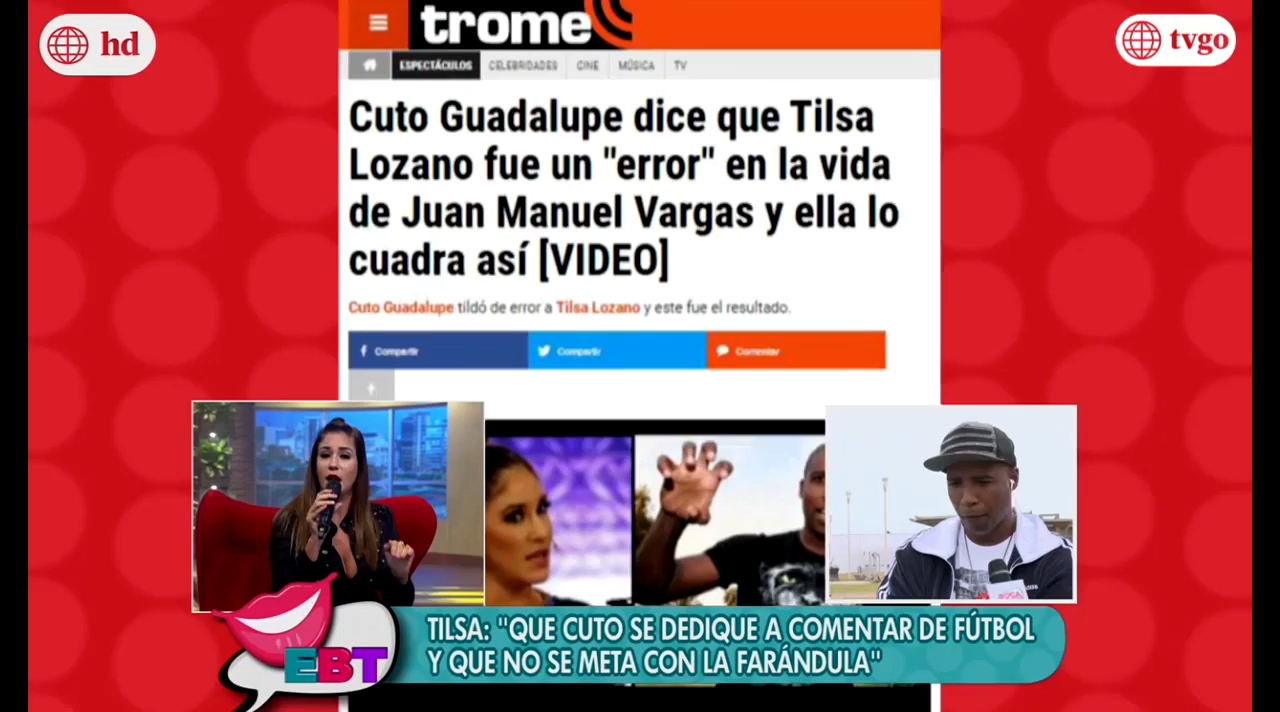 hd
tvgo
trome
ESPECTÁCULOS CELEBRIDADES CINE MÚSICA TV
Cuto Guadalupe dice que Tilsa
Lozano fue un "error" en la vida
de Juan Manuel Vargas y ella lo
cuadra así [VIDEO]
Cuto Guadalupe tildó de error a Tilsa Lozano y este fue el resultado.
Compartir Compartir Comentar
EBT
TILSA: "QUE CUTO SE DEDIQUE A COMENTAR DE FÚTBOL
Y QUE NO SE META CON LA FARÁNDULA"